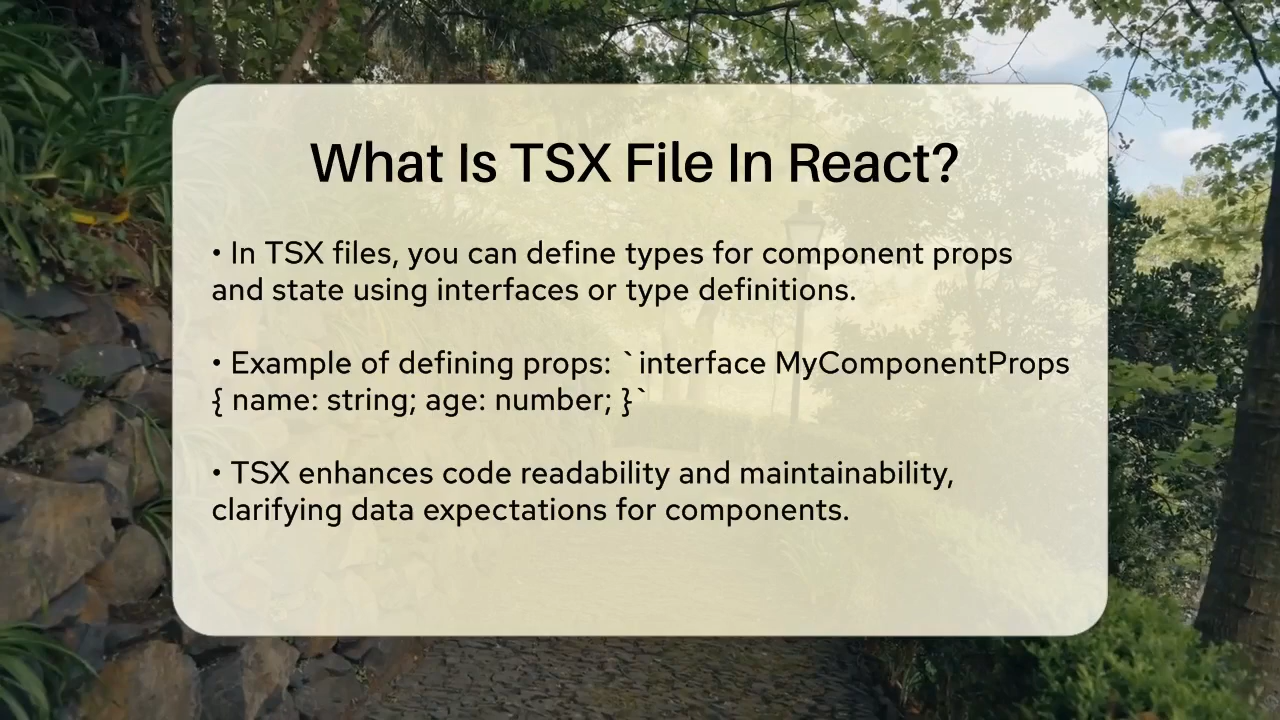 What Is TSX File In React?
• In TSX files, you can define types for component props
and state using interfaces or type definitions.
• Example of defining props: `interface MyComponentProps
{ name: string; age: number; }`
• TSX enhances code readability and maintainability,
clarifying data expectations for components.